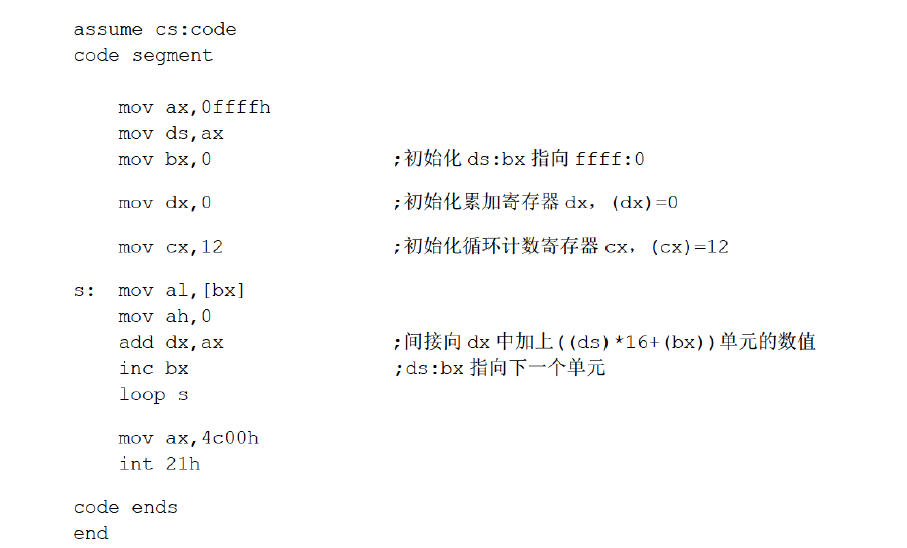 assume cs:code
code segment
mov ax,0ffffh
mov ds,ax
mov bx,0 ;初始化 ds:bx 指向 ffff:0
mov dx,0 ;初始化累加寄存器 dx，(dx)=0
mov cx,12 ;初始化循环计数寄存器 cx，(cx)=12
s: mov al,[bx]
mov ah,0
add dx,ax ;间接向 dx 中加上((ds)*16+(bx))单元的数值
inc bx ;ds:bx 指向下一个单元
loop s
mov ax,4c00h
int 21h
code ends
end